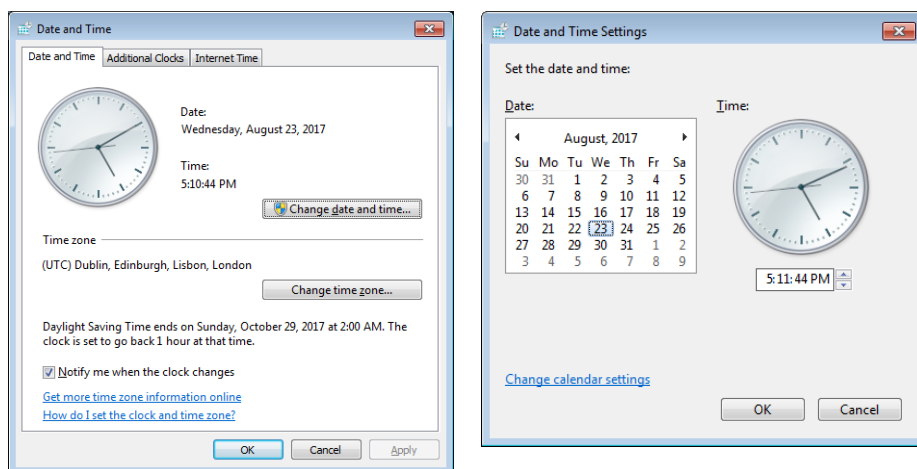 Date and Time
Date and Time Additional Clocks Internet Time
Date:
Wednesday, August 23, 2017
Time:
5:10:44 PM
Change date and time...
Time zone
(UTC) Dublin, Edinburgh, Lisbon, London
Change time zone...
Daylight Saving Time ends on Sunday, October 29, 2017 at 2:00 AM. The
clock is set to go back 1 hour at that time.
Notify me when the clock changes
Get more time zone information online
How do I set the clock and time zone?
OK Cancel Apply
Date and Time Settings
Set the date and time:
Date: Time:
August, 2017
Su Mo Tu We Th Fr Sa
30 31 1 2 3 4 5
6 7 8 9 10 11 12
13 14 15 16 17 18 19
20 21 22 23 24 25 26
27 28 29 30 31 1 2
3 4 5 6 7 8 9
5:11:44 PM
Change calendar settings
OK Cancel